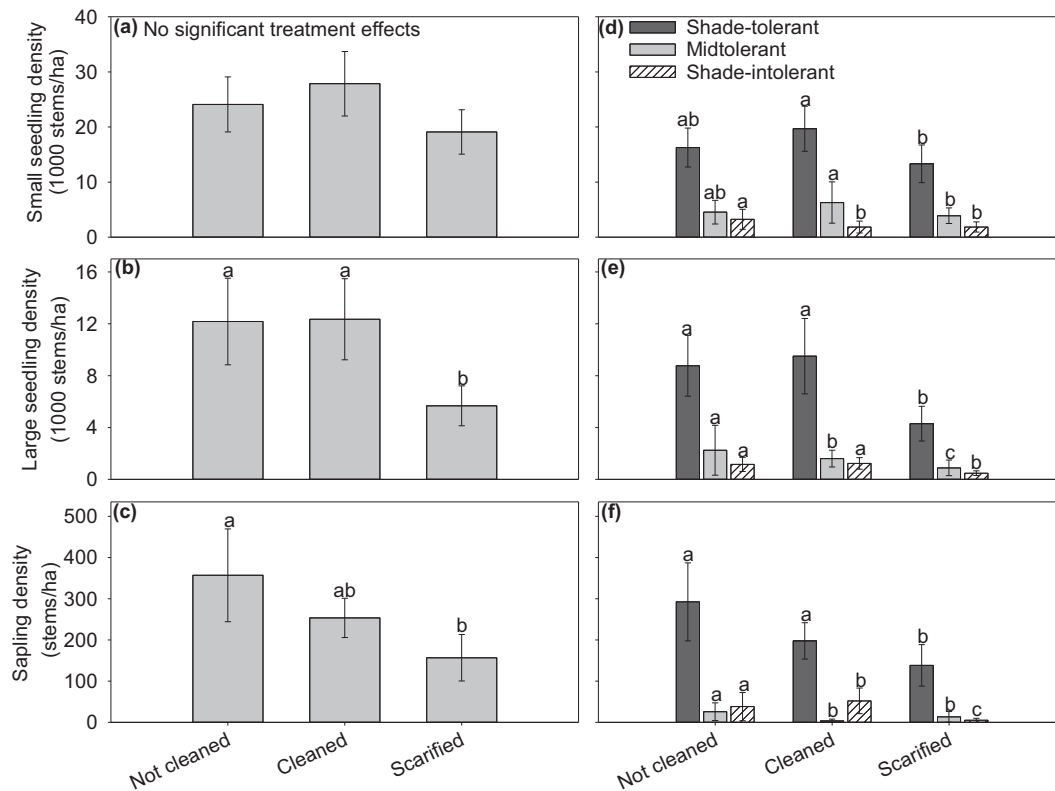 (a) No significant treatment effects
Small seedling density
(1000 stems/ha)
40
30
20
10
0
(d)
Shade-tolerant
Midtolerant
Shade-intolerant
ab
ab
a
a
a
b
b
b
b
(b)
Large seedling density
(1000 stems/ha)
16
12
8
4
0
a
a
b
(e)
a
a
a
a
b
a
b
c
b
(c)
Sapling density
(stems/ha)
500
400
300
200
100
0
a
ab
b
Not cleaned
Cleaned
Scarified
(f)
a
a
a
a
b
b
b
b
c
Not cleaned
Cleaned
Scarified